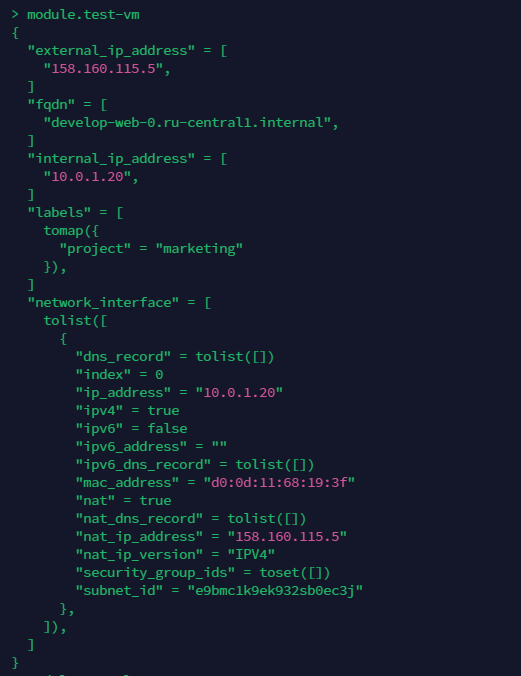 > module.test-vm
{
  "external_ip_address" = [
    "158.160.115.5",
  ]
  "fqdn" = [
    "develop-web-0.ru-central1.internal",
  ]
  "internal_ip_address" = [
    "10.0.1.20",
  ]
  "labels" = [
    tomap({
      "project" = "marketing"
    }),
  ]
  "network_interface" = [
    tolist([
      {
        "dns_record" = tolist([])
        "index" = 0
        "ip_address" = "10.0.1.20"
        "ipv4" = true
        "ipv6" = false
        "ipv6_address" = ""
        "ipv6_dns_record" = tolist([])
        "mac_address" = "d0:0d:11:68:19:3f"
        "nat" = true
        "nat_dns_record" = tolist([])
        "nat_ip_address" = "158.160.115.5"
        "nat_ip_version" = "IPV4"
        "security_group_ids" = toset([])
        "subnet_id" = "e9bmc1k9ek932sb0ec3j"
      },
    ]),
  ]
}